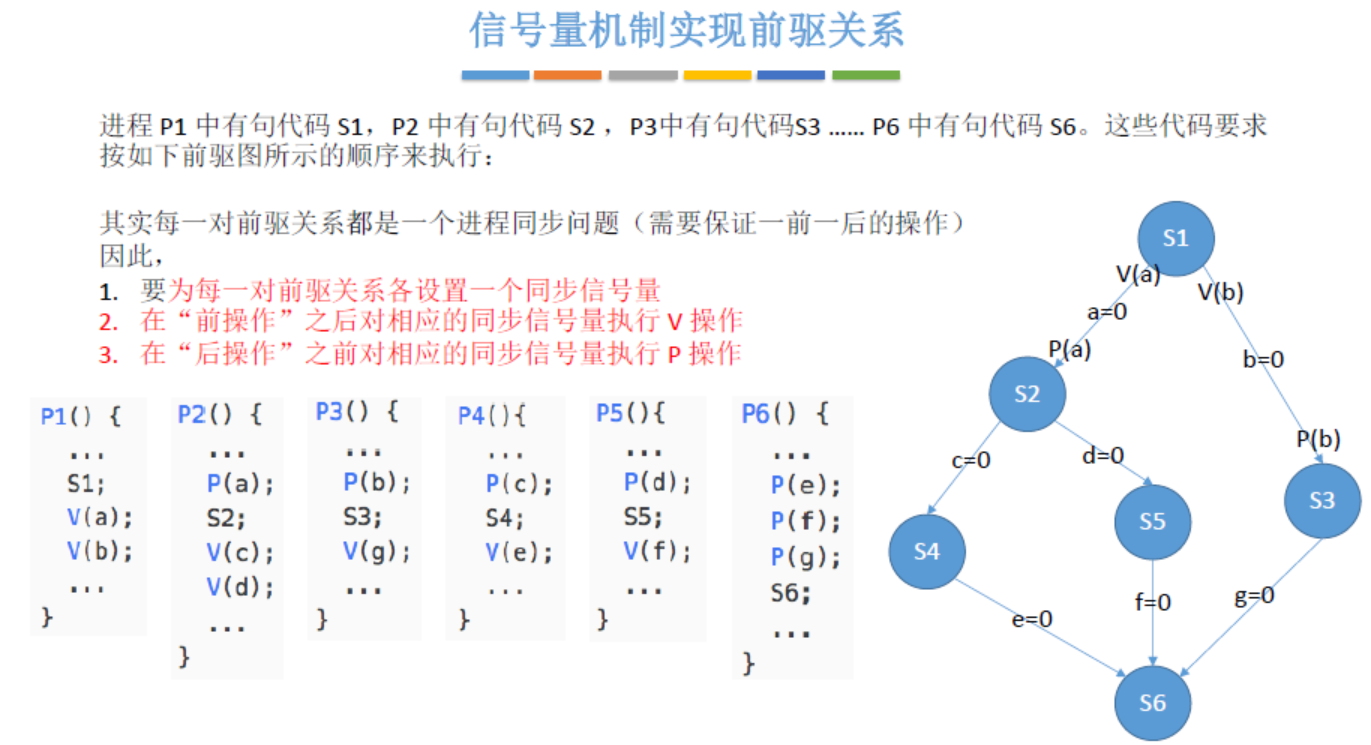 信号量机制实现前驱关系
进程 P1 中有句代码 S1，P2 中有句代码 S2 ，P3中有句代码S3 …… P6 中有句代码 S6。这些代码要求
按如下前驱图所示的顺序来执行：
其实每一对前驱关系都是一个进程同步问题（需要保证一前一后的操作）
因此，
1. 要为每一对前驱关系各设置一个同步信号量
2. 在“前操作”之后对相应的同步信号量执行 V 操作
3. 在“后操作”之前对相应的同步信号量执行 P 操作
P1() {
...
S1;
V(a);
V(b);
...
}
P2() {
...
P(a);
S2;
V(c);
V(d);
...
}
P3() {
...
P(b);
S3;
V(g);
...
}
P4(){
...
P(c);
S4;
V(e);
...
}
P5(){
...
P(d);
S5;
V(f);
...
}
P6() {
...
P(e);
P(f);
P(g);
S6;
...
}
S1
V(a)
V(b)
a=0
P(a)
b=0
S2
P(b)
c=0
d=0
S3
S5
S4
e=0
f=0
g=0
S6